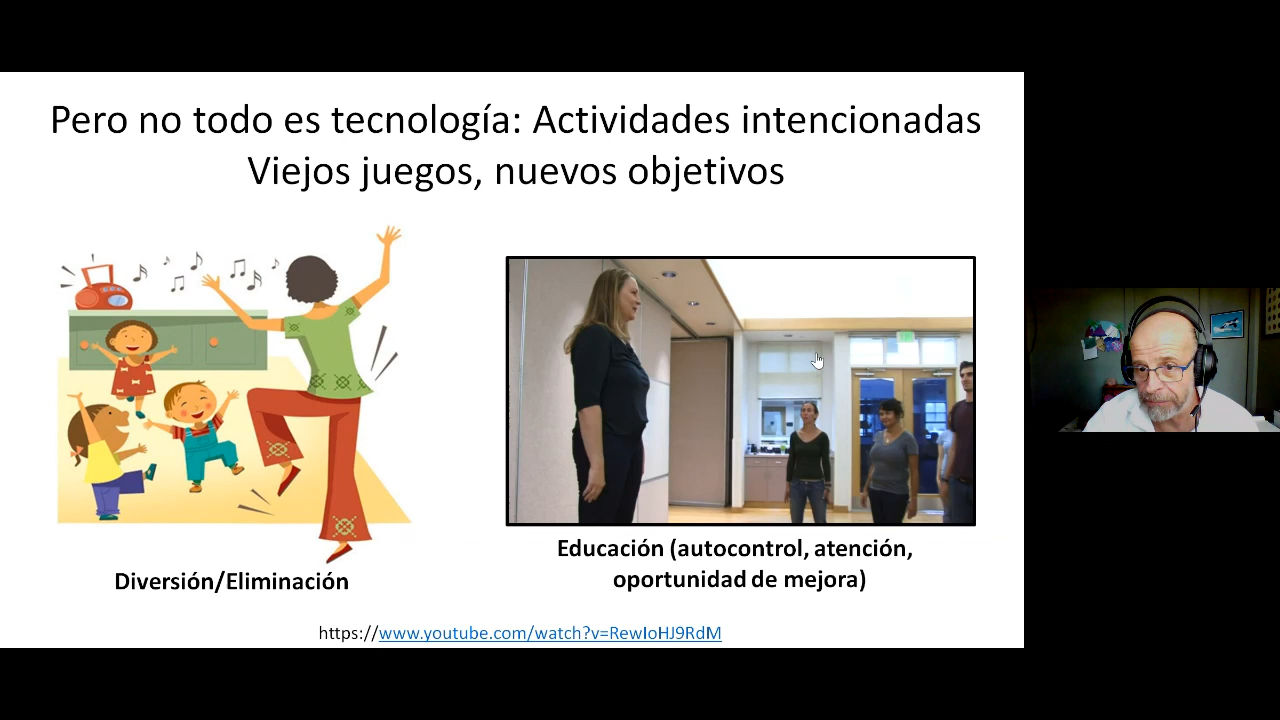 Pero no todo es tecnología: Actividades intencionadas
Viejos juegos, nuevos objetivos
Diversión/Eliminación
Educación (autocontrol, atención,
oportunidad de mejora)
https://www.youtube.com/watch?v=RewIoHJ9RdM